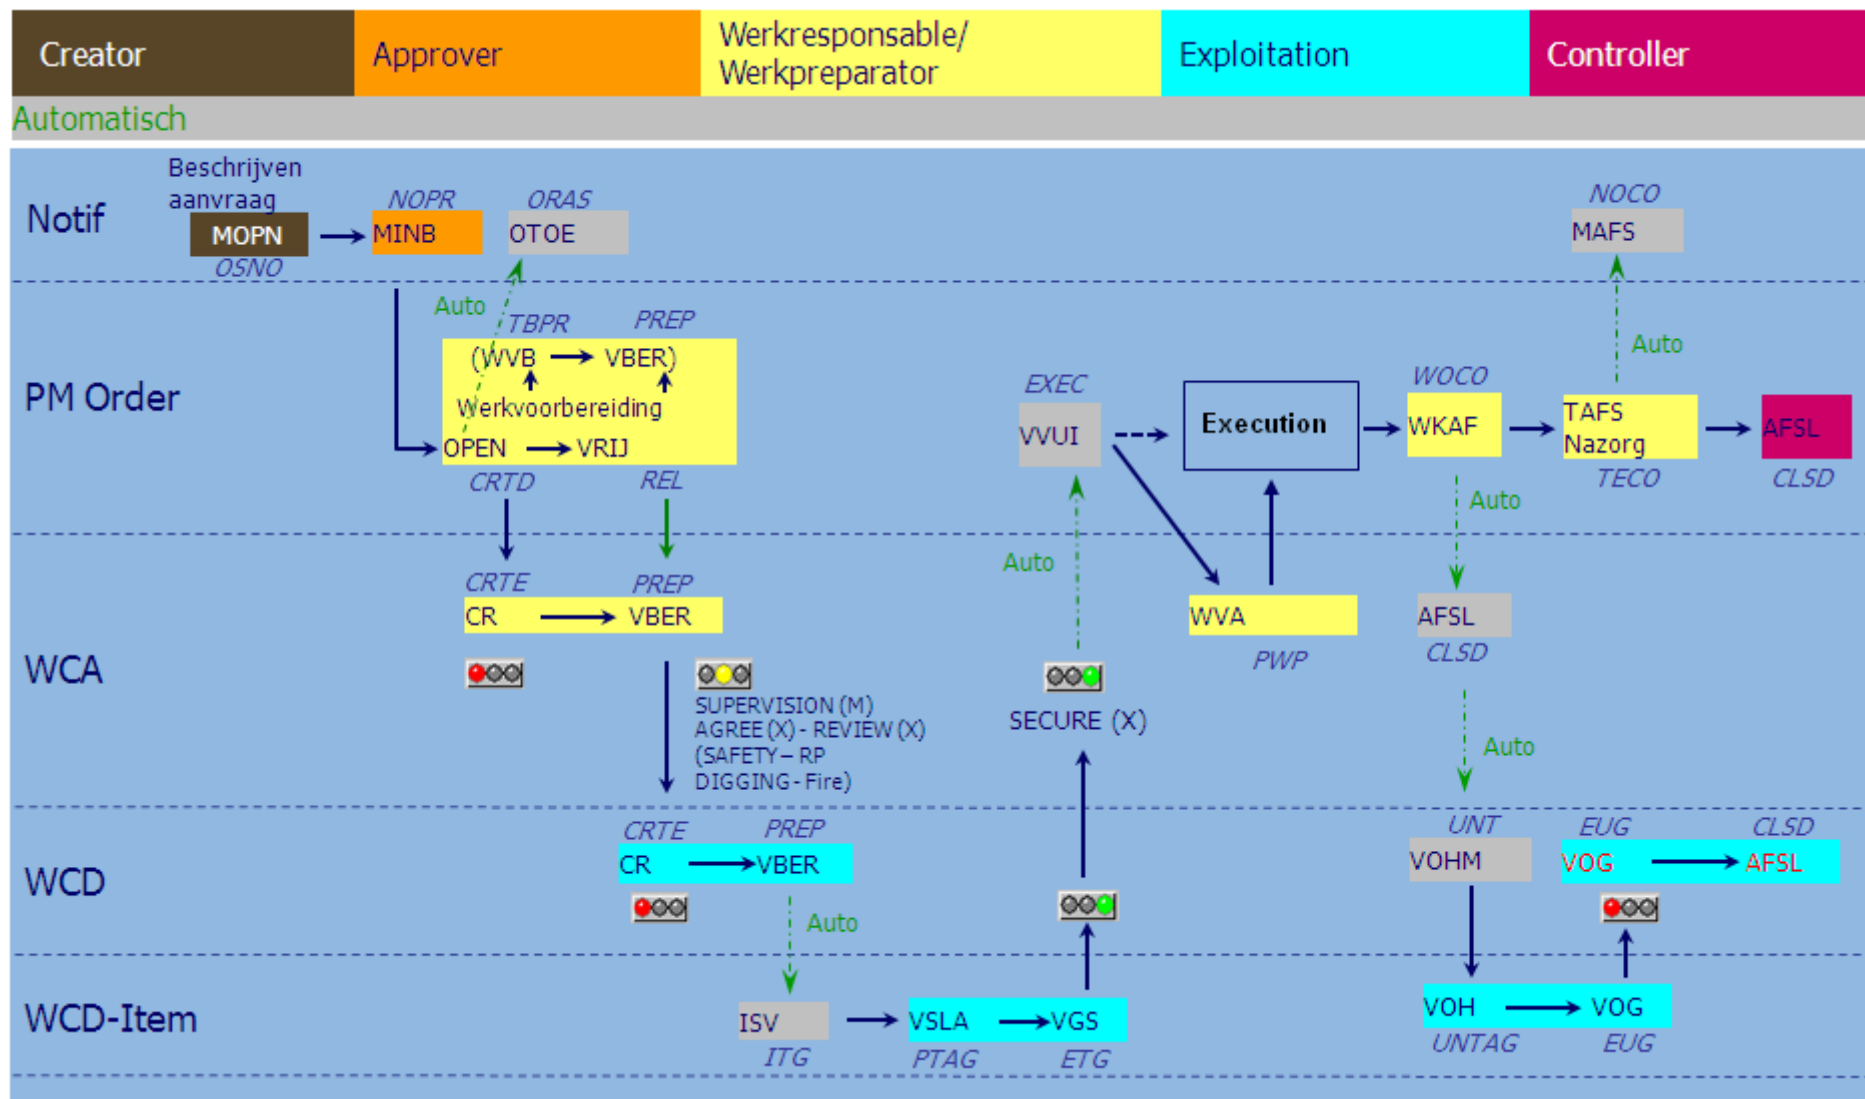 Creator
Approver
Werkresponsable/
Werkpreparator
Exploitation
Controller
Automatisch
Notif
Beschrijven
aanvraag
MOPN
OSNO
NOPR
MINB
ORAS
OTOE
NOCO
MAFS
PM Order
Auto
TBPR
PREP
(WVB
VBER)
Werkvoorbereiding
OPEN
VRIJ
CRTD
REL
EXEC
VVUI
Execution
WOCO
WKAF
Auto
TAFS
Nazorg
TECO
AFSL
CLSD
Auto
WCA
CRTE
PREP
CR
VBER
SUPERVISION (M)
AGREE (X) - REVIEW (X)
(SAFETY – RP
DIGGING - Fire)
Auto
SECURE (X)
WVA
PWP
AFSL
CLSD
Auto
WCD
CRTE
PREP
CR
VBER
Auto
UNT
VOHM
EUG
CLSD
VOG
AFSL
WCD-Item
ISV
ITG
VSLA
VGS
PTAG
ETG
VOH
VOG
UNTAG
EUG